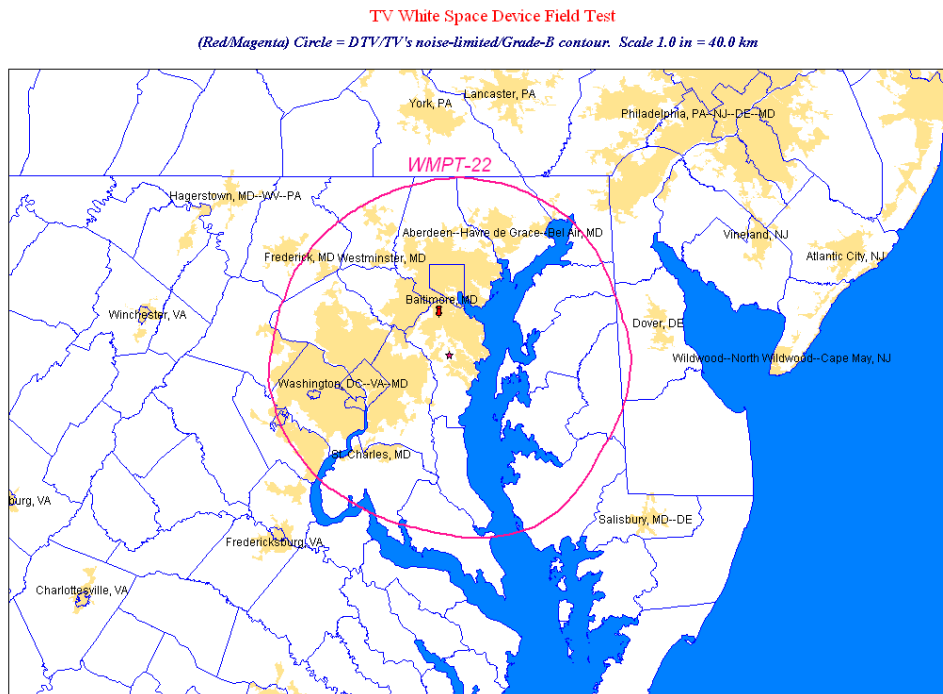 TV White Space Device Field Test
(Red/Magenta) Circle = DTV/TV's noise-limited/Grade-B contour. Scale 1.0 in = 40.0 km
Lancaster, PA
York, PA
Philadelphia, PA--NJ--DE--MD
WMPT-22
Hagerstown, MD--WV--PA
Aberdeen--Havre de Grace--Bel Air, MD
Vineland, NJ
Frederick, MD
Westminster, MD
Atlantic City, NJ
Baltimore, MD
Winchester, VA
Dover, DE
Wildwood--North Wildwood--Cape May, NJ
Washington, DC--VA--MD
St. Charles, MD
burg, VA
Salisbury, MD--DE
Fredericksburg, VA
Charlottesville, VA